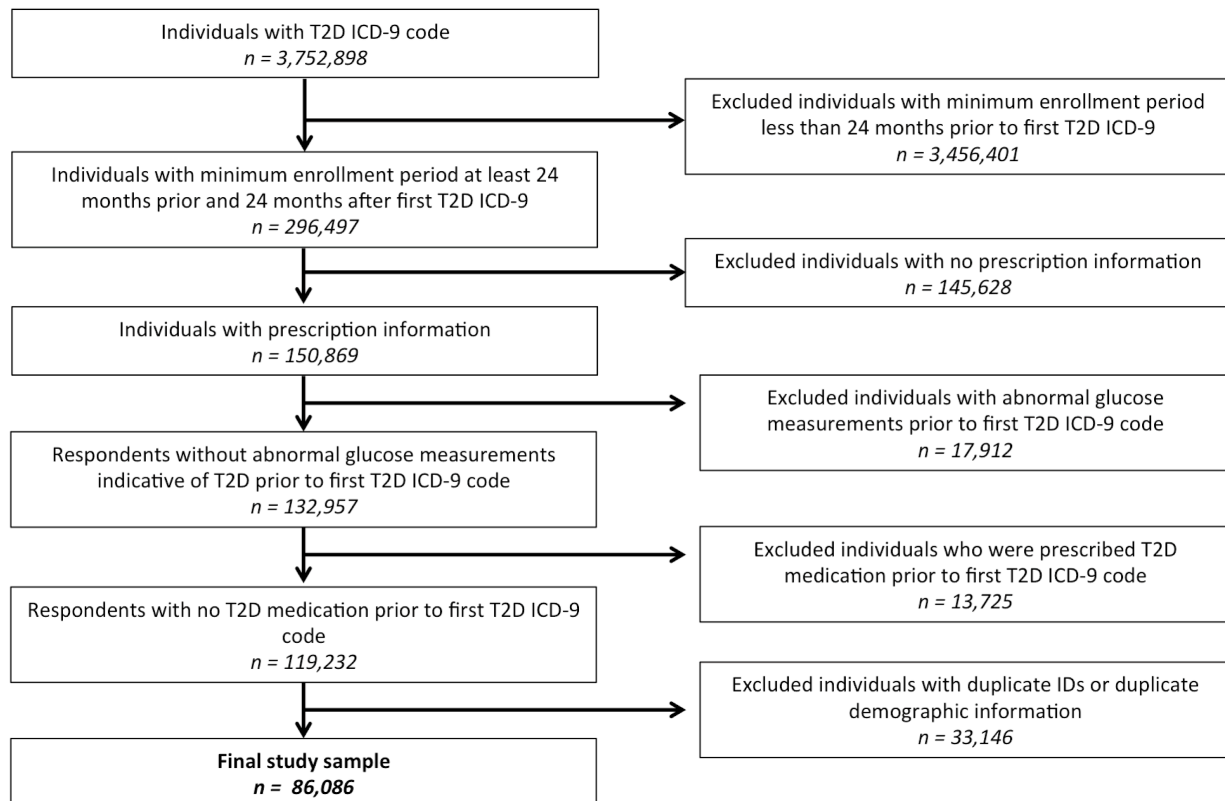 Individuals with T2D ICD-9 code
n = 3,752,898
Excluded individuals with minimum enrollment period
less than 24 months prior to first T2D ICD-9
n = 3,456,401
Individuals with minimum enrollment period at least 24
months prior and 24 months after first T2D ICD-9
n = 296,497
Excluded individuals with no prescription information
n = 145,628
Individuals with prescription information
n = 150,869
Excluded individuals with abnormal glucose
measurements prior to first T2D ICD-9 code
n = 17,912
Respondents without abnormal glucose measurements
indicative of T2D prior to first T2D ICD-9 code
n = 132,957
Excluded individuals who were prescribed T2D
medication prior to first T2D ICD-9 code
n = 13,725
Respondents with no T2D medication prior to first T2D ICD-9
code
n = 119,232
Excluded individuals with duplicate IDs or duplicate
demographic information
n = 33,146
Final study sample
n = 86,086